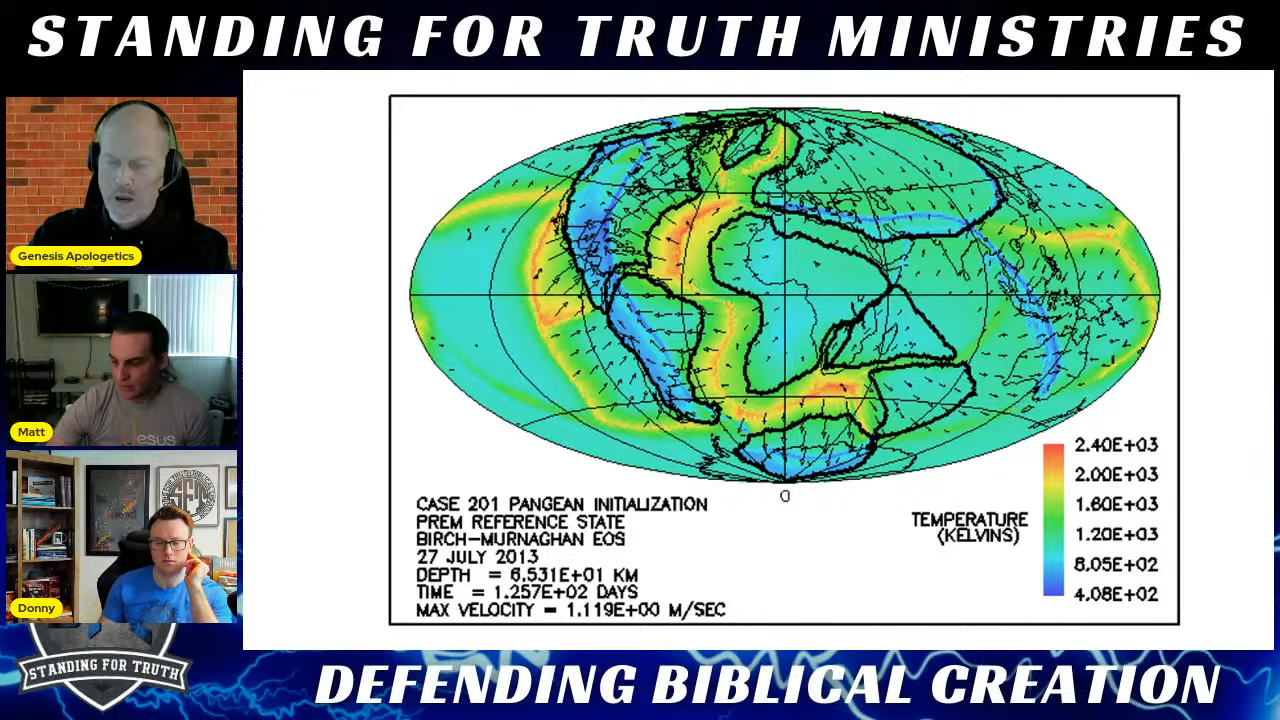 STANDING FOR TRUTH MINISTRIES
Genesis Apologetics
Matt
esus
Donny
SFT
STANDING FOR TRUTH
0
2.40E+03
2.00E+03
1.60E+03
1.20E+03
8.05E+02
4.08E+02
TEMPERATURE
(KELVINS)
CASE 201 PANGEAN INITIALIZATION
PREM REFERENCE STATE
BIRCH-MURNAGHAN EOS
27 JULY 2013
DEPTH = 6.531E+01 KM
TIME = 1.257E+02 DAYS
MAX VELOCITY = 1.119E+00 M/SEC
DEFENDING BIBLICAL CREATION